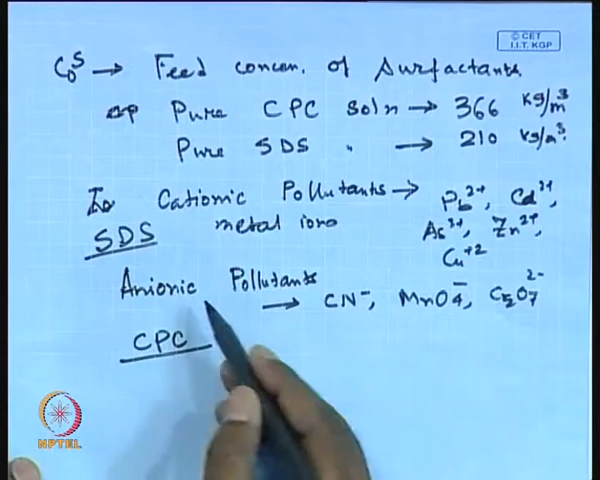 © CET
I.I.T. KGP
C₀ˢ → Feed concn. of Surfactants.
Pure CPC soln → 366 kg/m³
Pure SDS " → 210 kg/m³.
Cationic Pollutants → Pb²⁺, Cd²⁺,
SDS metal ions As³⁺, Zn²⁺,
Cu⁺²
Anionic Pollutants
→ CN⁻, MnO₄⁻, Cr₂O₇²⁻
CPC
NPTEL